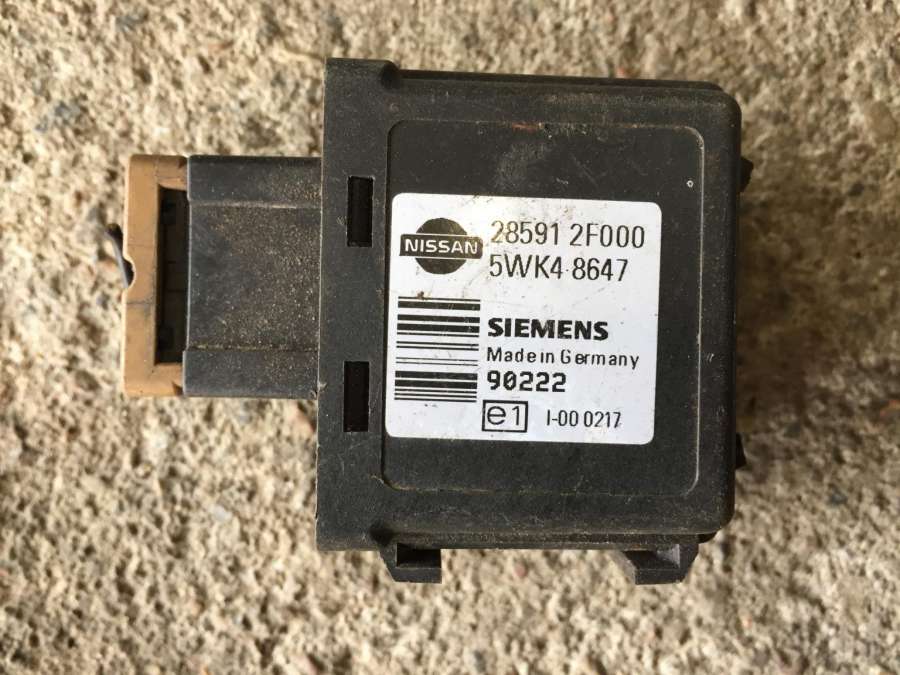 NISSAN
28591 2F000
5WK4 8647
SIEMENS
Made in Germany
90222
e1 I-00 0217